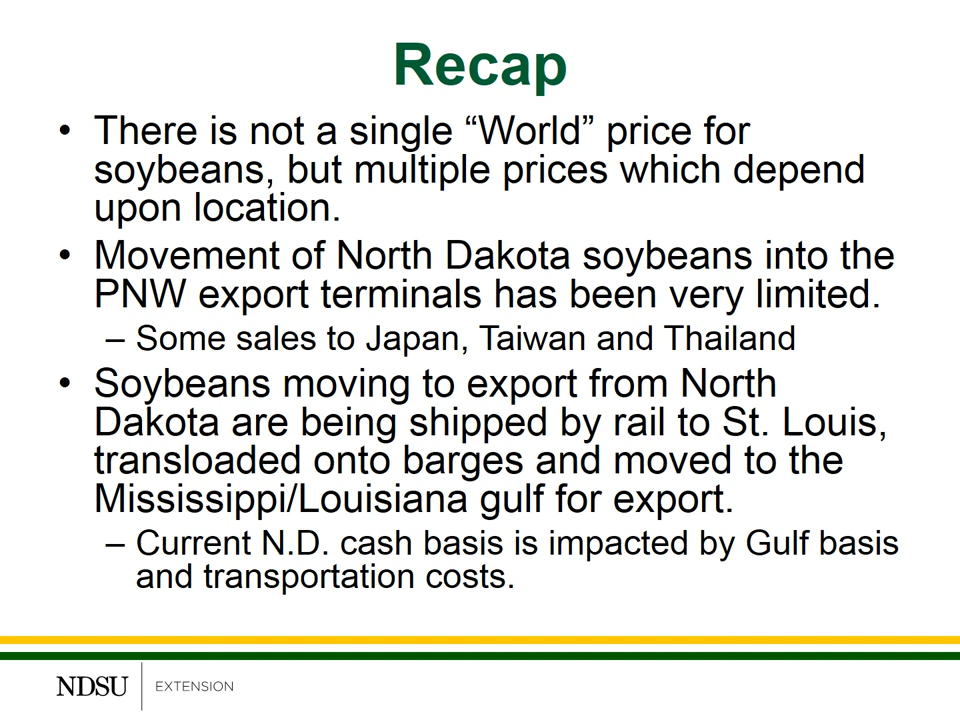 Recap
• There is not a single “World” price for
soybeans, but multiple prices which depend
upon location.
• Movement of North Dakota soybeans into the
PNW export terminals has been very limited.
– Some sales to Japan, Taiwan and Thailand
• Soybeans moving to export from North
Dakota are being shipped by rail to St. Louis,
transloaded onto barges and moved to the
Mississippi/Louisiana gulf for export.
– Current N.D. cash basis is impacted by Gulf basis
and transportation costs.
NDSU EXTENSION